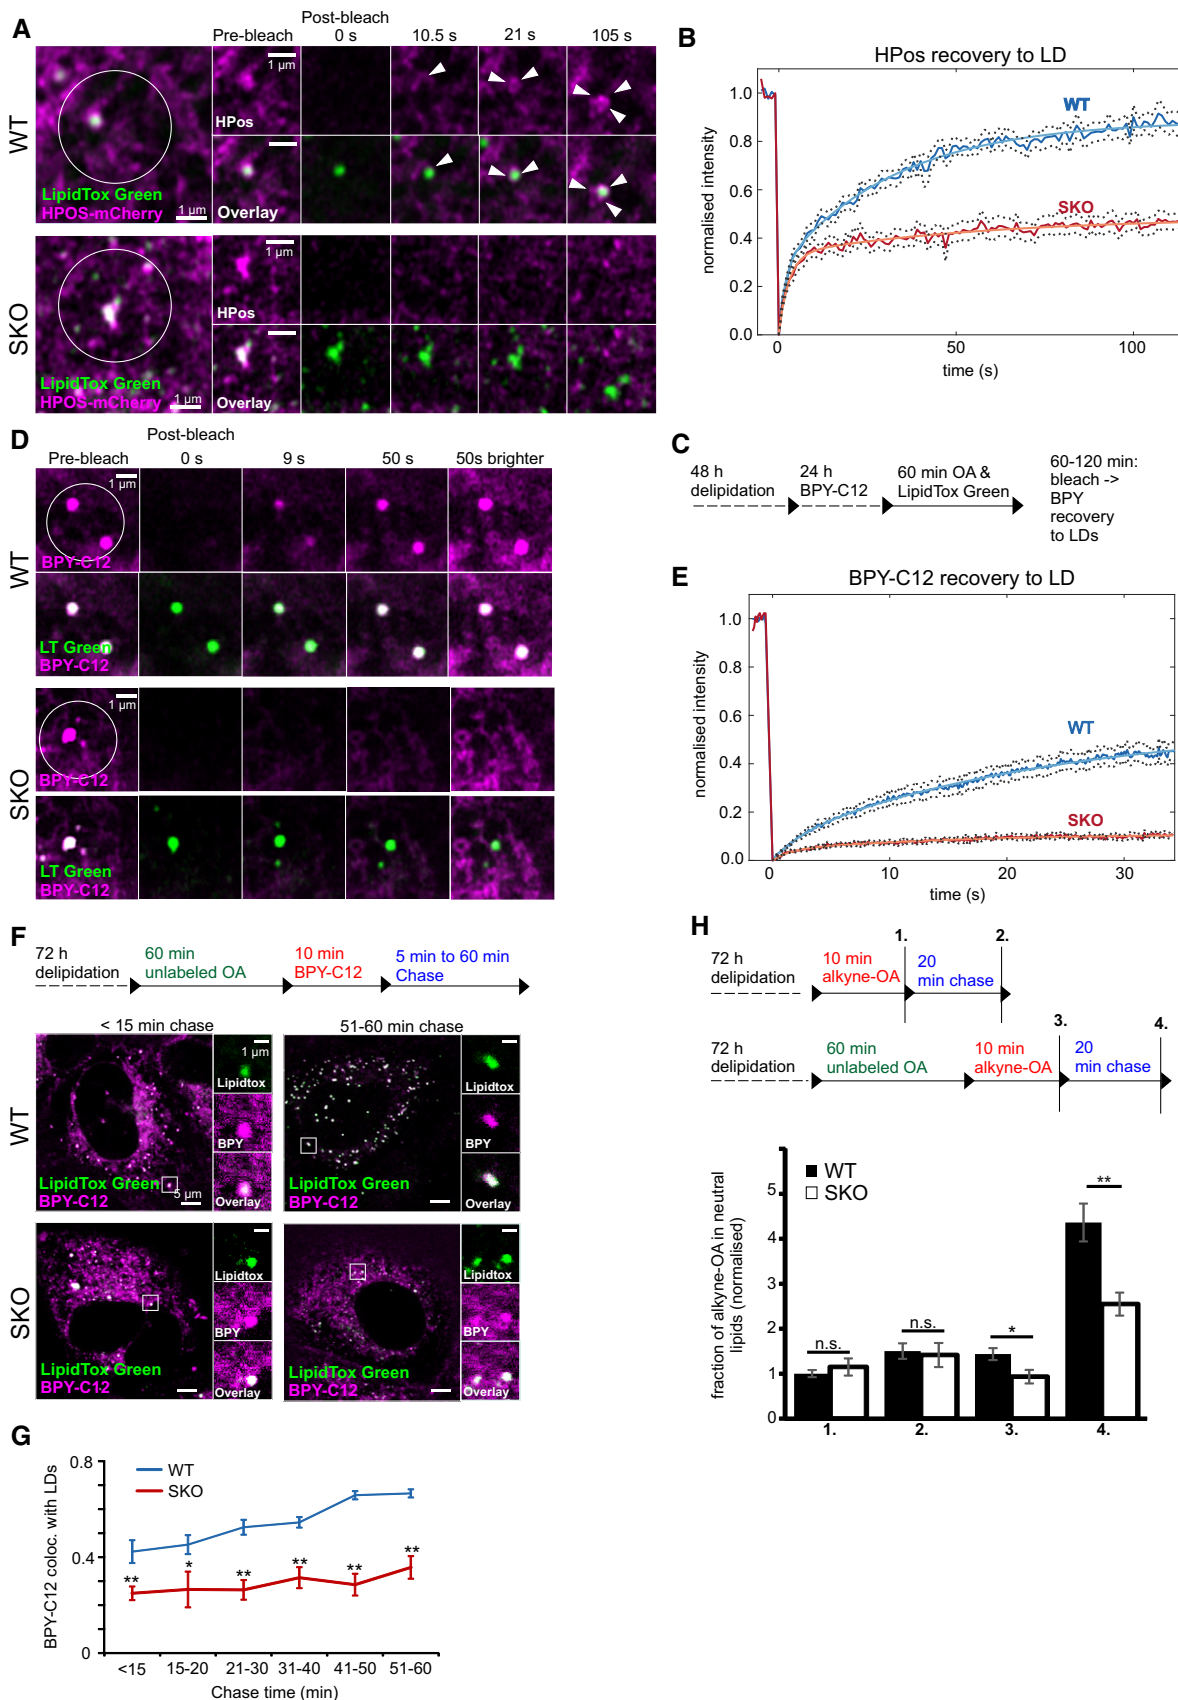 A
Post-bleach
Pre-bleach 0 s 10.5 s 21 s 105 s
WT
LipidTox Green
HPOS-mCherry
1 µm
1 µm
HPos
Overlay
SKO
LipidTox Green
HPOS-mCherry
1 µm
1 µm
HPos
Overlay
B
HPos recovery to LD
normalised intensity
1.0
0.8
0.6
0.4
0.2
0.0
WT
SKO
0 50 100
time (s)
C
48 h
delipidation
24 h
BPY-C12
60 min OA &
LipidTox Green
60-120 min:
bleach ->
BPY
recovery
to LDs
D
Post-bleach
Pre-bleach 0 s 9 s 50 s 50s brighter
WT
1 µm
BPY-C12
LT Green
BPY-C12
SKO
1 µm
BPY-C12
LT Green
BPY-C12
E
BPY-C12 recovery to LD
normalised intensity
1.0
0.8
0.6
0.4
0.2
0.0
WT
SKO
0 10 20 30
time (s)
F
72 h
delipidation
60 min
unlabeled OA
10 min
BPY-C12
5 min to 60 min
Chase
< 15 min chase
51-60 min chase
WT
LipidTox Green
BPY-C12
5 µm
1 µm
Lipidtox
BPY
Overlay
LipidTox Green
BPY-C12
Lipidtox
BPY
Overlay
SKO
LipidTox Green
BPY-C12
Lipidtox
BPY
Overlay
LipidTox Green
BPY-C12
Lipidtox
BPY
Overlay
G
BPY-C12 coloc. with LDs
0.8
0.4
0
WT
SKO
** * ** ** ** **
<15 15-20 21-30 31-40 41-50 51-60
Chase time (min)
H
1. 2.
72 h
delipidation
10 min
alkyne-OA
20
min chase
3. 4.
72 h
delipidation
60 min
unlabeled OA
10 min
alkyne-OA
20
min chase
fraction of alkyne-OA in neutral
lipids (normalised)
5
4
3
2
1
0
WT
SKO
n.s. n.s. * **
1. 2. 3. 4.